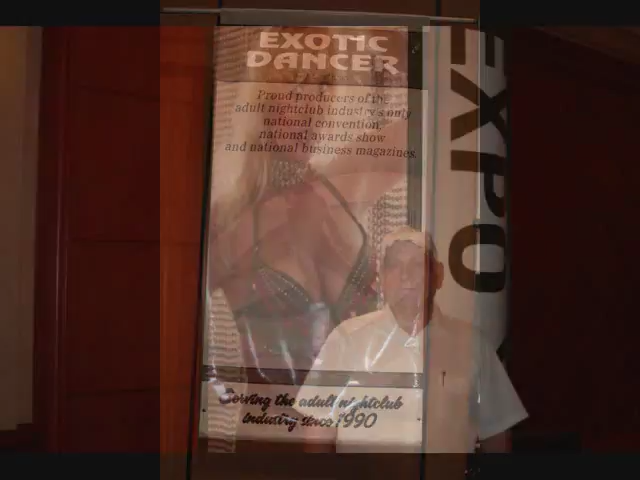 EXOTIC
DANCER
Proud producers of the
adult nightclub industry's only
national convention,
national awards show
and national business magazines.
EXPO
Serving the adult nightclub
industry since 1990